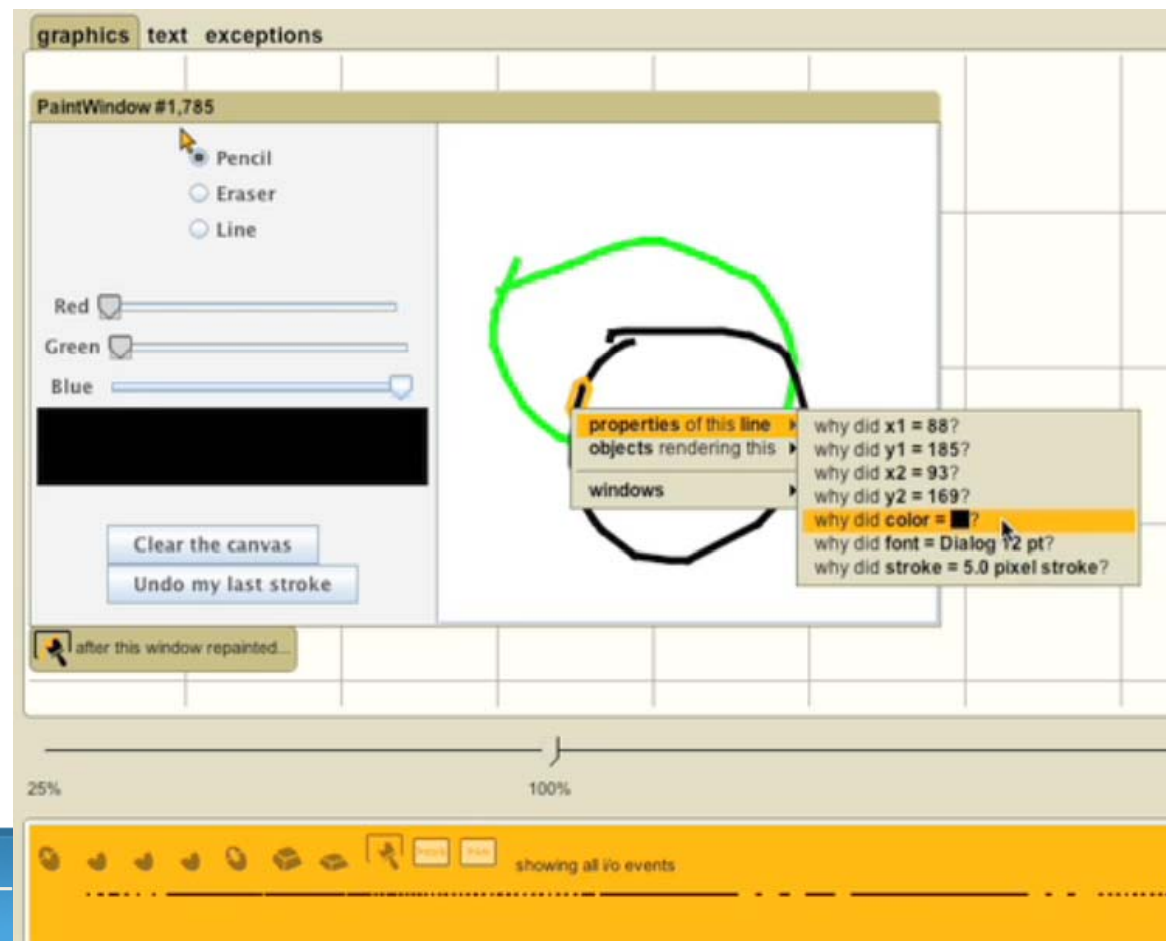 graphics text exceptions
PaintWindow #1,785
Pencil
Eraser
Line
Red
Green
Blue
Clear the canvas
Undo my last stroke
properties of this line
objects rendering this
windows
why did x1 = 88?
why did y1 = 185?
why did x2 = 93?
why did y2 = 169?
why did color = ?
why did font = Dialog 12 pt?
why did stroke = 5.0 pixel stroke?
after this window repainted...
25%
100%
showing all i/o events